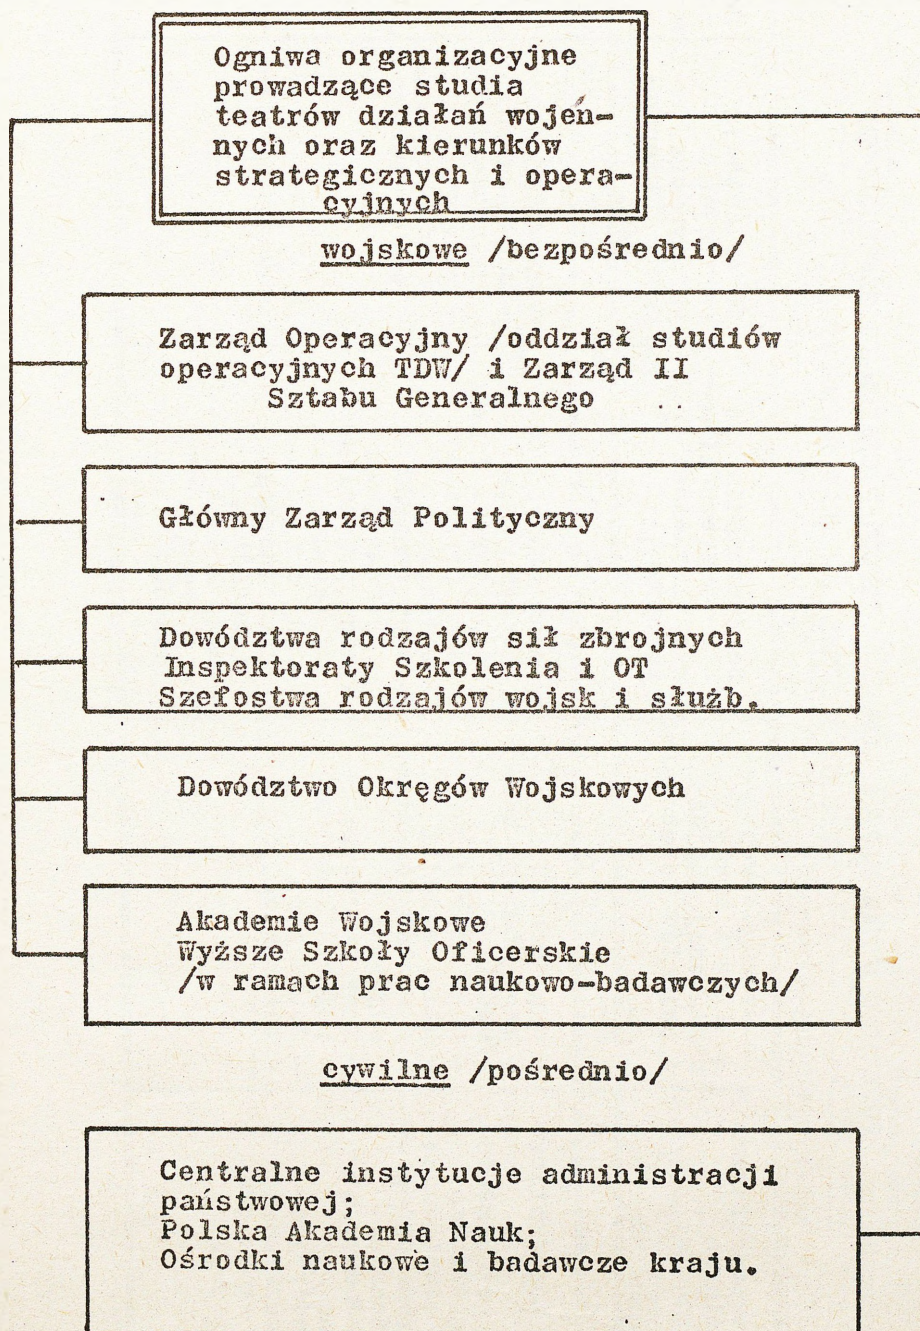 Ogniwa organizacyjne
prowadzące studia
teatrów działań wojen-
nych oraz kierunków
strategicznych i opera-
cyjnych
wojskowe /bezpośrednio/
Zarząd Operacyjny /oddział studiów
operacyjnych TDW/ i Zarząd II
Sztabu Generalnego
Główny Zarząd Polityczny
Dowództwa rodzajów sił zbrojnych
Inspektoraty Szkolenia i OT
Szefostwa rodzajów wojsk i służb.
Dowództwo Okręgów Wojskowych
Akademie Wojskowe
Wyższe Szkoły Oficerskie
/w ramach prac naukowo-badawczych/
cywilne /pośrednio/
Centralne instytucje administracji
państwowej;
Polska Akademia Nauk;
Ośrodki naukowe i badawcze kraju.